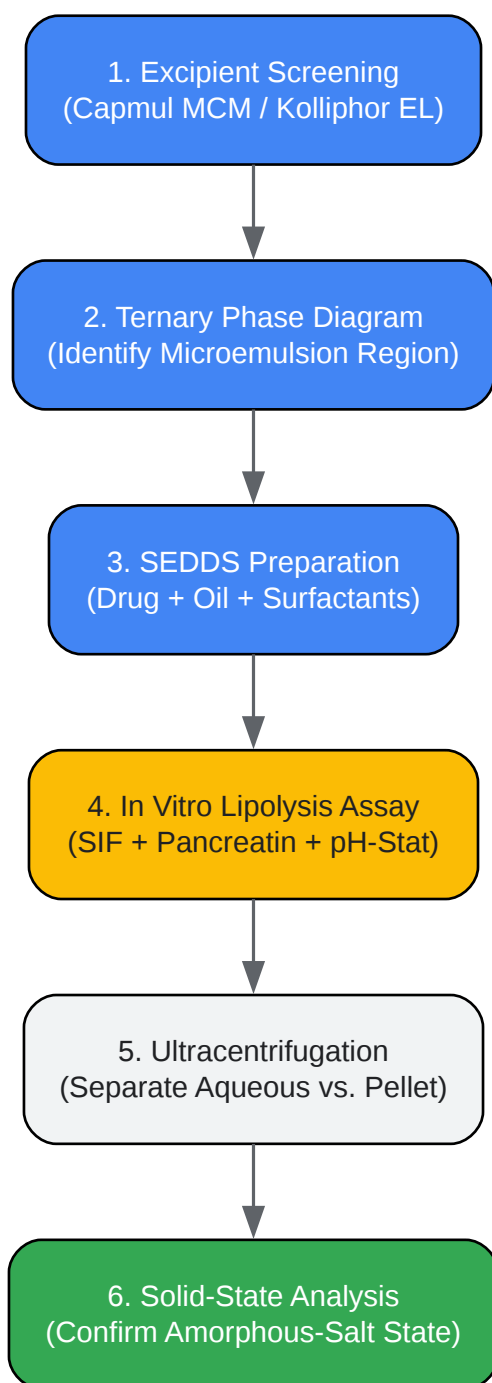 1. Excipient Screening
(Capmul MCM / Kolliphor EL)
2. Ternary Phase Diagram
(Identify Microemulsion Region)
3. SEDDS Preparation
(Drug + Oil + Surfactants)
4. In Vitro Lipolysis Assay
(SIF + Pancreatin + pH-Stat)
5. Ultracentrifugation
(Separate Aqueous vs. Pellet)
6. Solid-State Analysis
(Confirm Amorphous-Salt State)